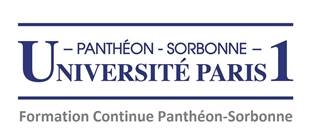 – PANTHÉON - SORBONNE –
UNIVERSITÉ PARIS 1
Formation Continue Panthéon-Sorbonne